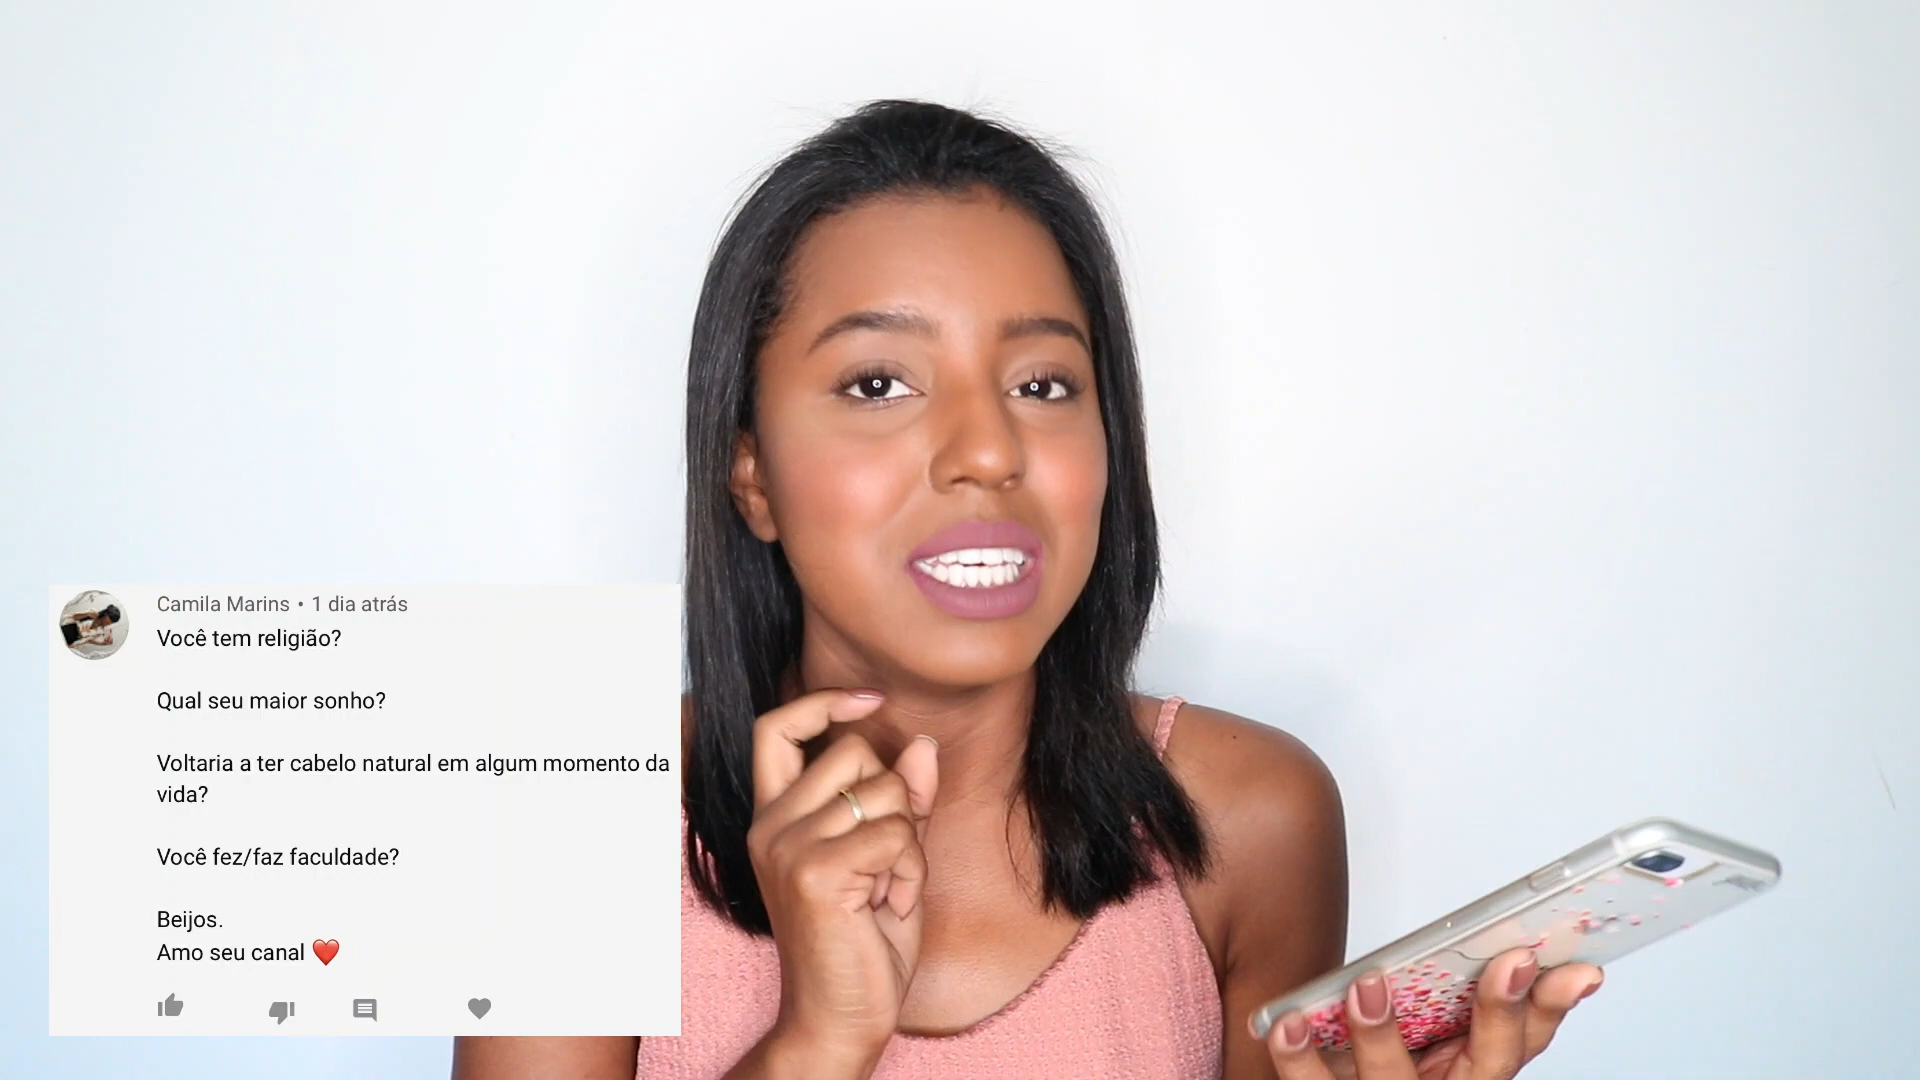 Camila Marins • 1 dia atrás
Você tem religião?
Qual seu maior sonho?
Voltaria a ter cabelo natural em algum momento da
vida?
Você fez/faz faculdade?
Beijos.
Amo seu canal ❤️